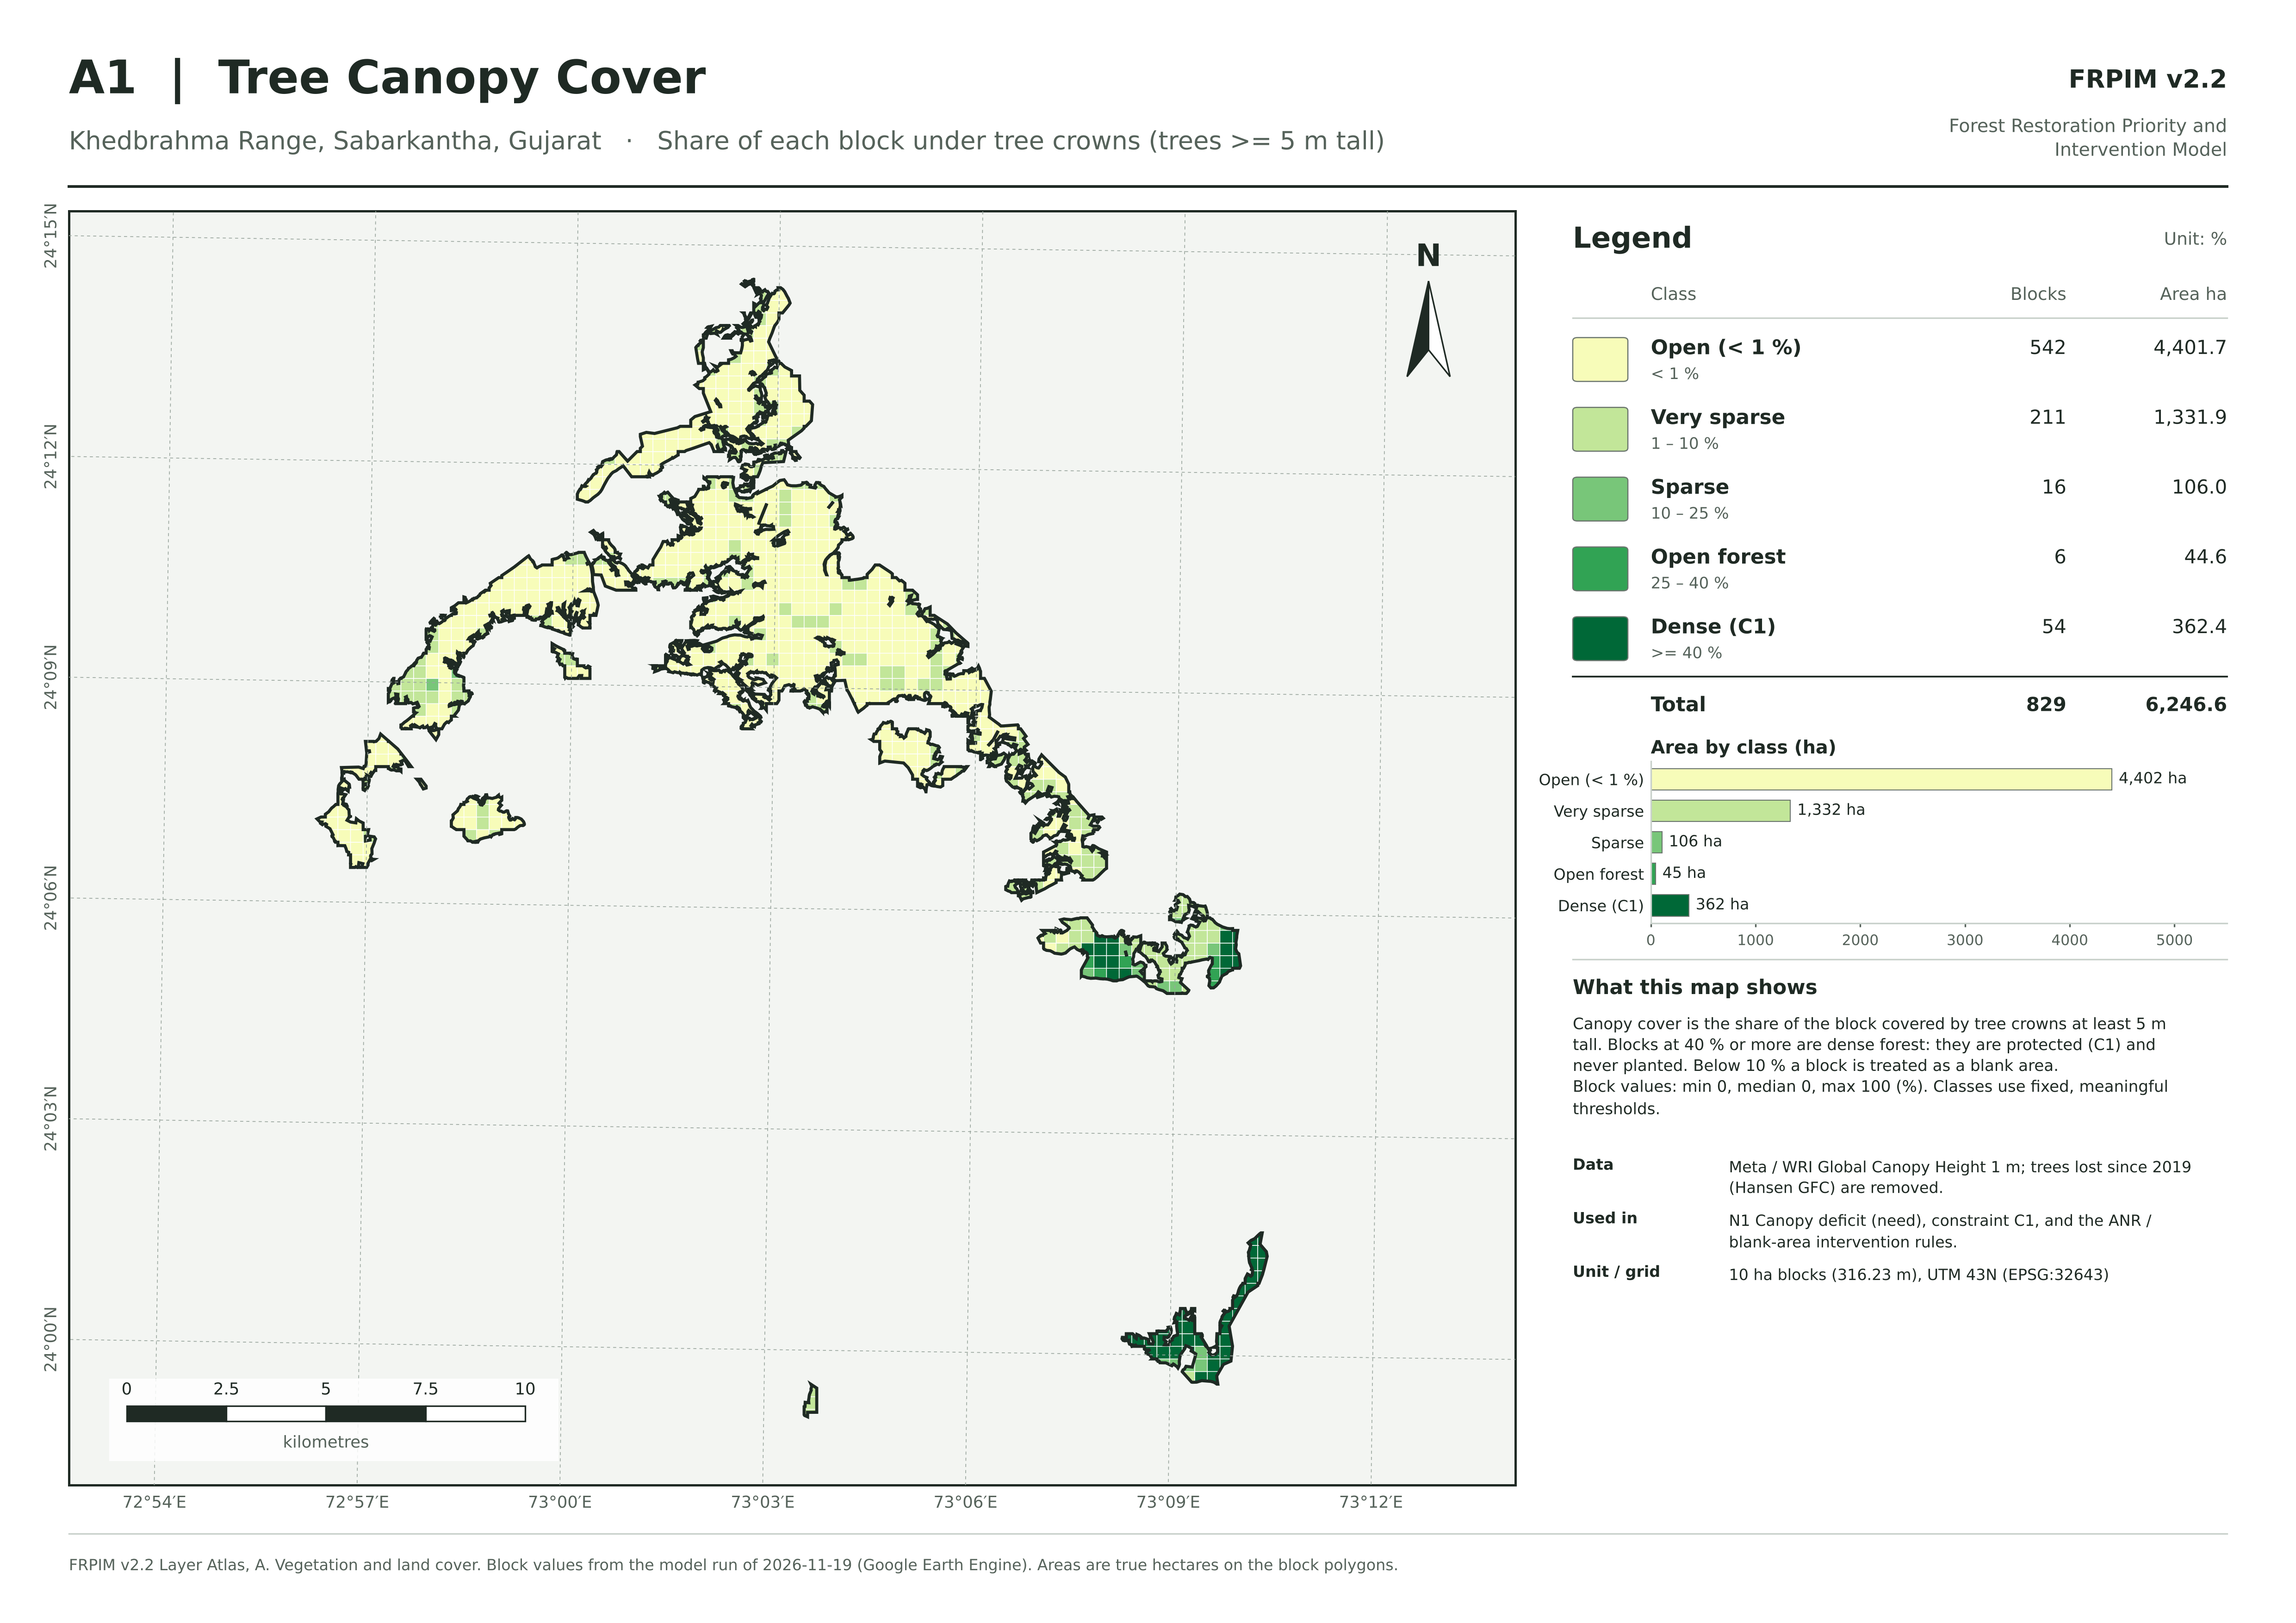 A1 | Tree Canopy Cover
FRPIM v2.2
Khedbrahma Range, Sabarkantha, Gujarat · Share of each block under tree crowns (trees >= 5 m tall)
Forest Restoration Priority and
Intervention Model
24°15′N
24°12′N
24°09′N
24°06′N
24°03′N
24°00′N
N
0 2.5 5 7.5 10
kilometres
72°54′E 72°57′E 73°00′E 73°03′E 73°06′E 73°09′E 73°12′E
Legend Unit: %
Class Blocks Area ha
Open (< 1 %) 542 4,401.7
< 1 %
Very sparse 211 1,331.9
1 – 10 %
Sparse 16 106.0
10 – 25 %
Open forest 6 44.6
25 – 40 %
Dense (C1) 54 362.4
>= 40 %
Total 829 6,246.6
Area by class (ha)
Open (< 1 %) 4,402 ha
Very sparse 1,332 ha
Sparse 106 ha
Open forest 45 ha
Dense (C1) 362 ha
0 1000 2000 3000 4000 5000
What this map shows
Canopy cover is the share of the block covered by tree crowns at least 5 m
tall. Blocks at 40 % or more are dense forest: they are protected (C1) and
never planted. Below 10 % a block is treated as a blank area.
Block values: min 0, median 0, max 100 (%). Classes use fixed, meaningful
thresholds.
Data Meta / WRI Global Canopy Height 1 m; trees lost since 2019
(Hansen GFC) are removed.
Used in N1 Canopy deficit (need), constraint C1, and the ANR /
blank-area intervention rules.
Unit / grid 10 ha blocks (316.23 m), UTM 43N (EPSG:32643)
FRPIM v2.2 Layer Atlas, A. Vegetation and land cover. Block values from the model run of 2026-11-19 (Google Earth Engine). Areas are true hectares on the block polygons.